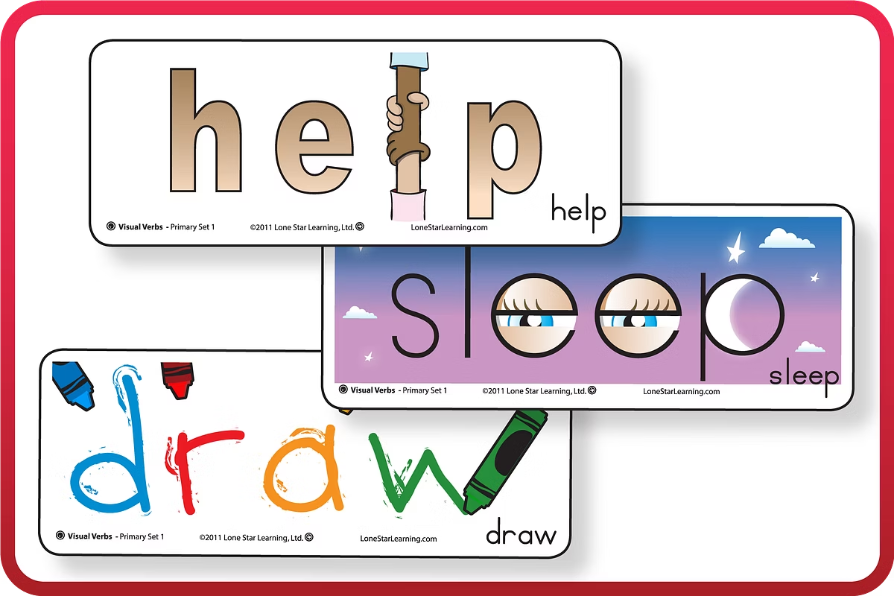 help
help
Visual Verbs - Primary Set 1 ©2011 Lone Star Learning, Ltd.© LoneStarLearning.com
sleep
sleep
Visual Verbs - Primary Set 1 ©2011 Lone Star Learning, Ltd.© LoneStarLearning.com
draw
draw
Visual Verbs - Primary Set 1 ©2011 Lone Star Learning, Ltd.© LoneStarLearning.com